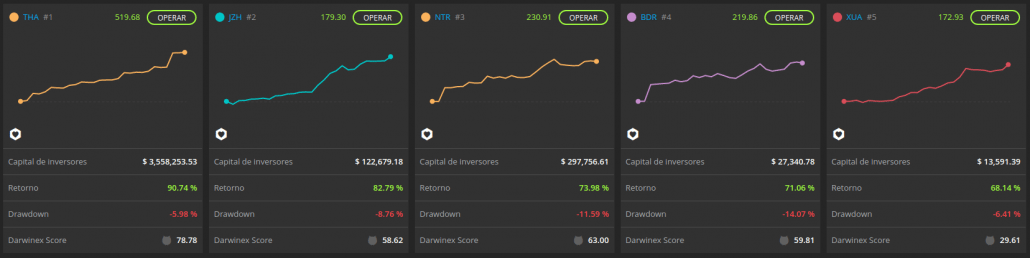 THA #1 519.68 OPERAR
Capital de inversores $ 3,558,253.53
Retorno 90.74 %
Drawdown -5.98 %
Darwinex Score 78.78
JZH #2 179.30 OPERAR
Capital de inversores $ 122,679.18
Retorno 82.79 %
Drawdown -8.76 %
Darwinex Score 58.62
NTR #3 230.91 OPERAR
Capital de inversores $ 297,756.61
Retorno 73.98 %
Drawdown -11.59 %
Darwinex Score 63.00
BDR #4 219.86 OPERAR
Capital de inversores $ 27,340.78
Retorno 71.06 %
Drawdown -14.07 %
Darwinex Score 59.81
XUA #5 172.93 OPERAR
Capital de inversores $ 13,591.39
Retorno 68.14 %
Drawdown -6.41 %
Darwinex Score 29.61